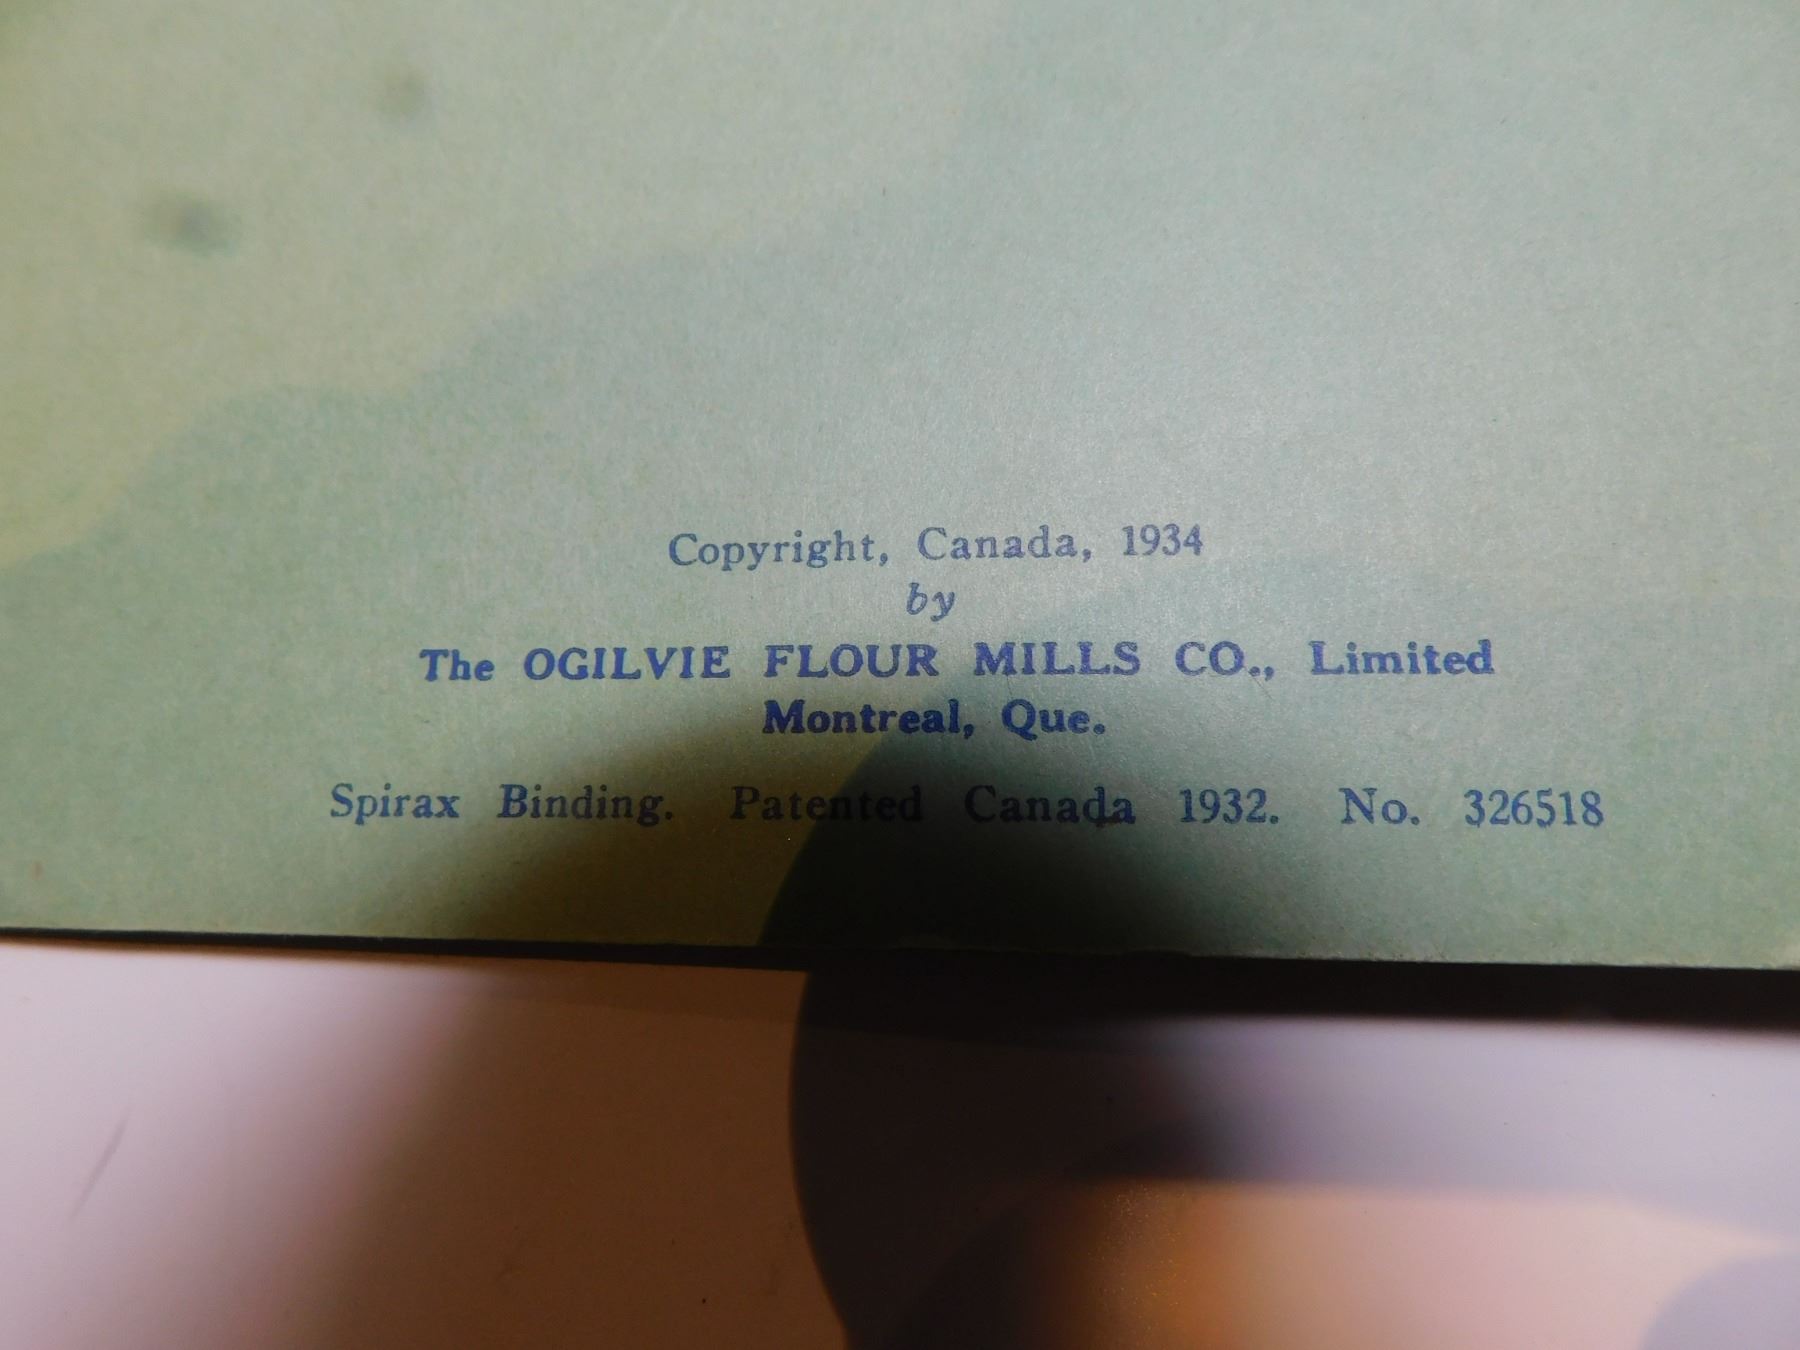 Copyright, Canada, 1934
by
The OGILVIE FLOUR MILLS CO., Limited
Montreal, Que.
Spirax Binding. Patented Canada 1932. No. 326518